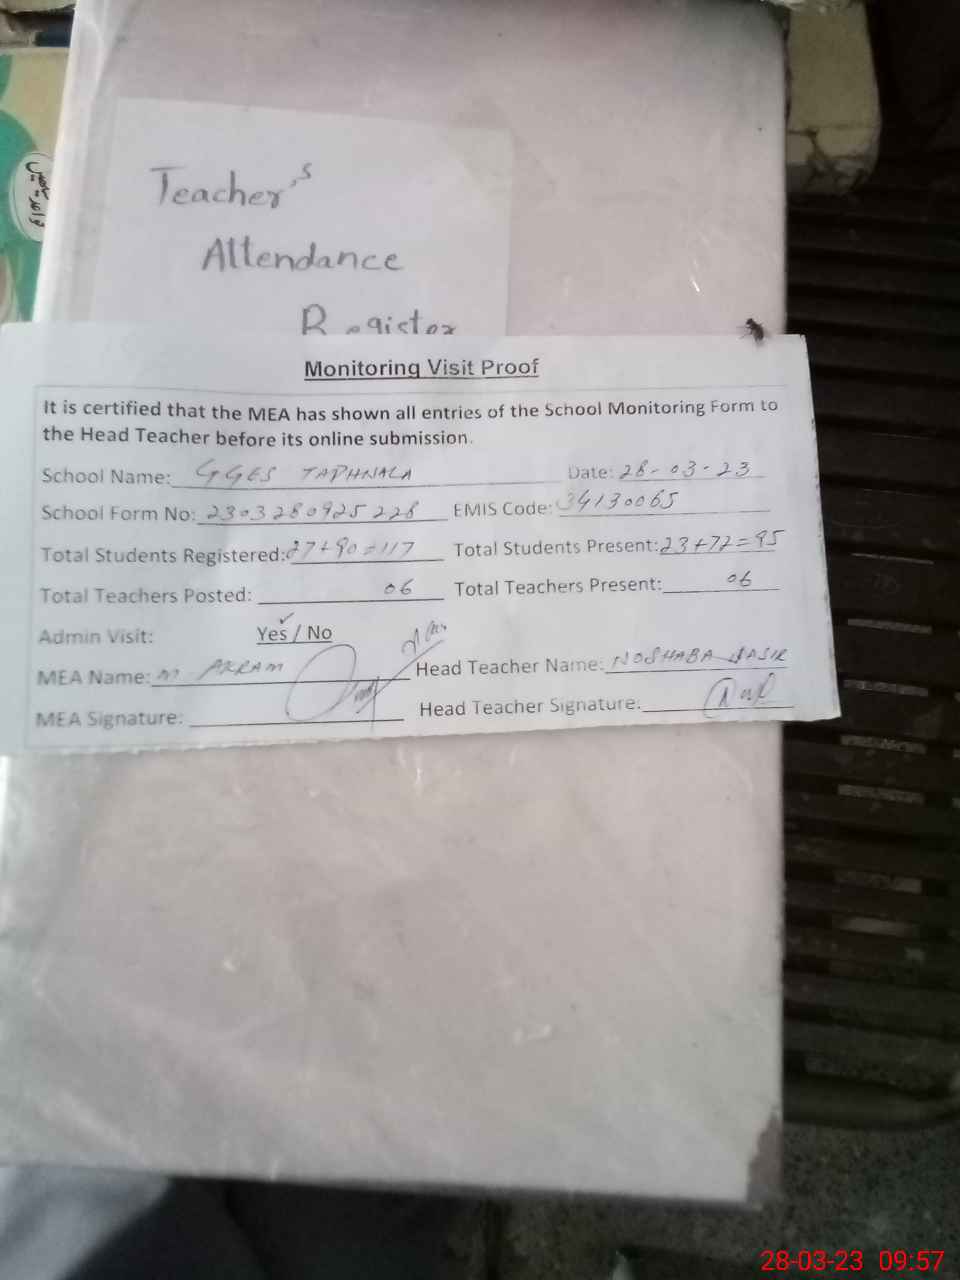 Teacher's
Attendance
Register
Monitoring Visit Proof
It is certified that the MEA has shown all entries of the School Monitoring Form to
the Head Teacher before its online submission.
School Name: GGES TAPHNALA Date: 28-03-23
School Form No: 2303280925228 EMIS Code: 34130065
Total Students Registered: 27+90=117 Total Students Present: 23+72=95
Total Teachers Posted: 06 Total Teachers Present: 06
Admin Visit: Yes / No
MEA Name: M AKRAM Head Teacher Name: NOSHABA NASIR
MEA Signature: Head Teacher Signature:
28-03-23 09:57